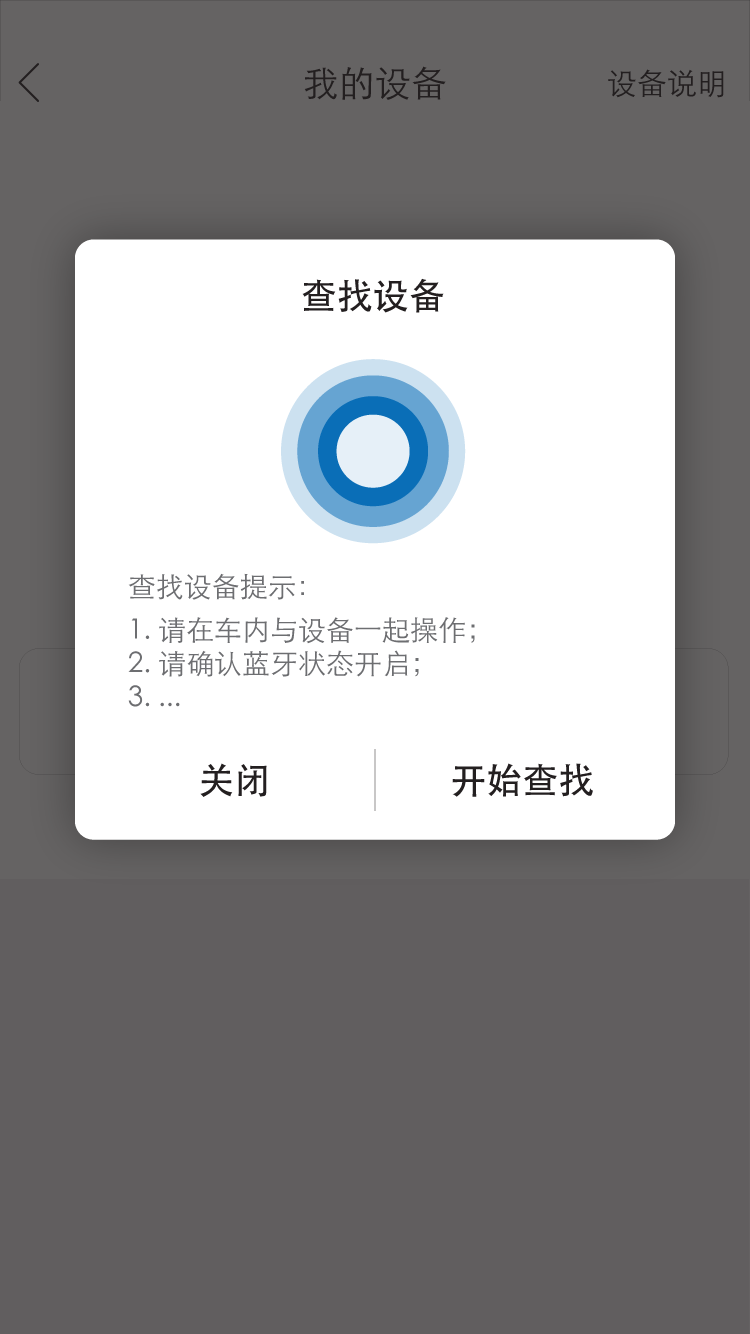 我的设备
设备说明
查找设备
查找设备提示：
1. 请在车内与设备一起操作；
2. 请确认蓝牙状态开启；
3. ...
关闭
开始查找